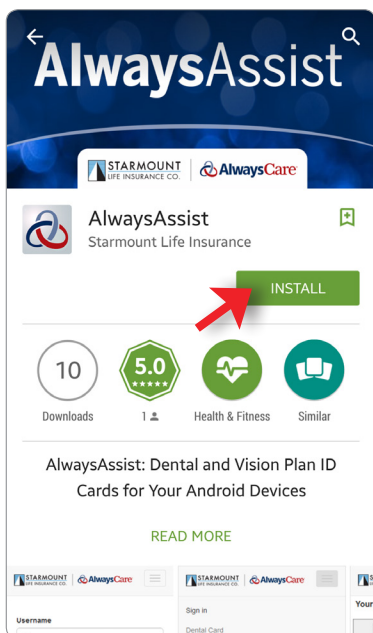 AlwaysAssist
STARMOUNT
LIFE INSURANCE CO.
AlwaysCare
AlwaysAssist
Starmount Life Insurance
INSTALL
10
Downloads
5.0
1
Health & Fitness
Similar
AlwaysAssist: Dental and Vision Plan ID
Cards for Your Android Devices
READ MORE
STARMOUNT
LIFE INSURANCE CO.
AlwaysCare
Username
STARMOUNT
LIFE INSURANCE CO.
AlwaysCare
Sign in
Dental Card
Your